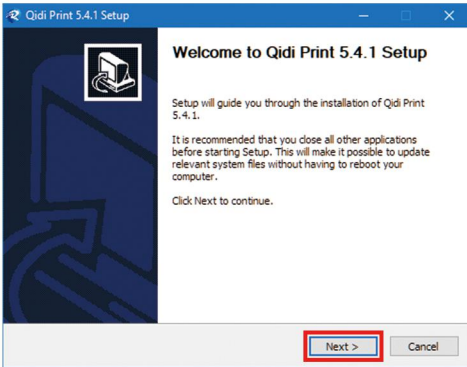 Qidi Print 5.4.1 Setup
Welcome to Qidi Print 5.4.1 Setup
Setup will guide you through the installation of Qidi Print
5.4.1.
It is recommended that you close all other applications
before starting Setup. This will make it possible to update
relevant system files without having to reboot your
computer.
Click Next to continue.
Next >
Cancel